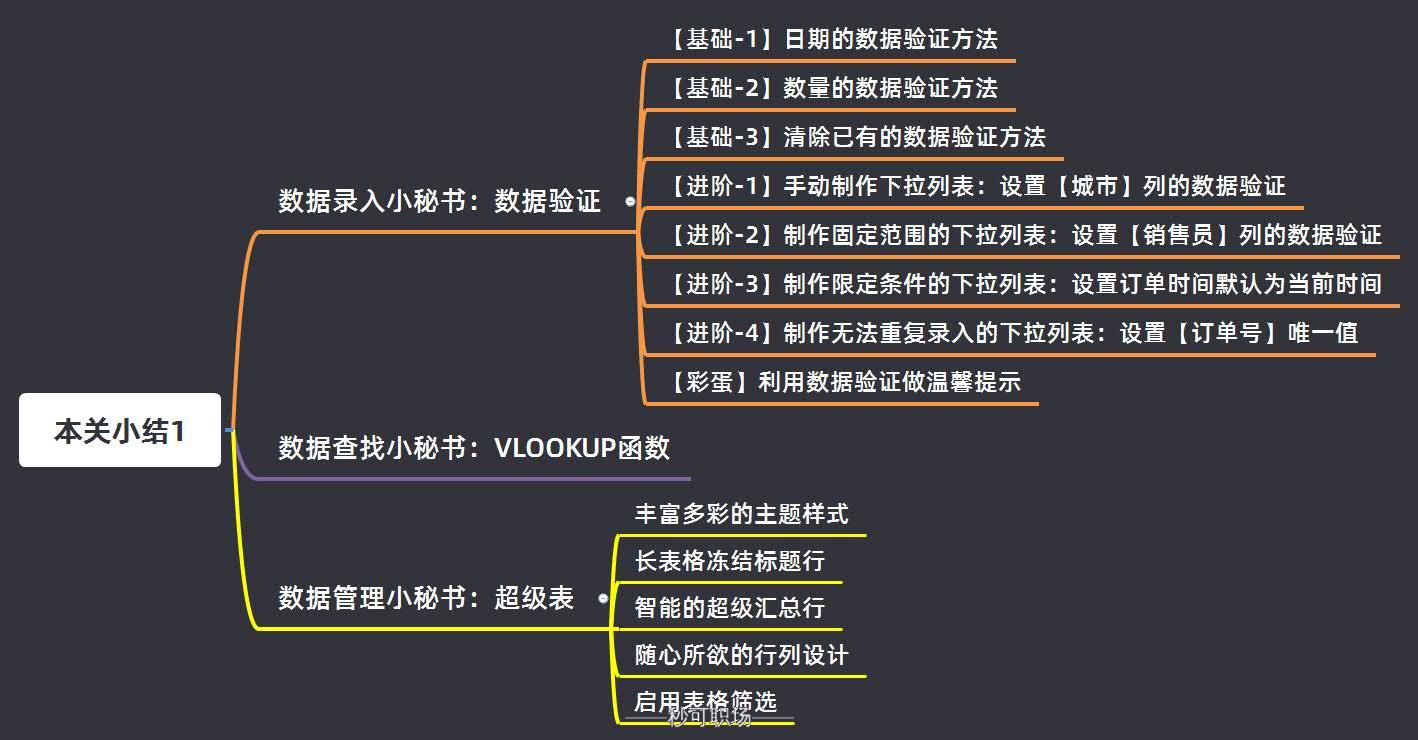 本关小结1
数据录入小秘书：数据验证
【基础-1】日期的数据验证方法
【基础-2】数量的数据验证方法
【基础-3】清除已有的数据验证方法
【进阶-1】手动制作下拉列表：设置【城市】列的数据验证
【进阶-2】制作固定范围的下拉列表：设置【销售员】列的数据验证
【进阶-3】制作限定条件的下拉列表：设置订单时间默认为当前时间
【进阶-4】制作无法重复录入的下拉列表：设置【订单号】唯一值
【彩蛋】利用数据验证做温馨提示
数据查找小秘书：VLOOKUP函数
数据管理小秘书：超级表
丰富多彩的主题样式
长表格冻结标题行
智能的超级汇总行
随心所欲的行列设计
启用表格筛选
秒可职场